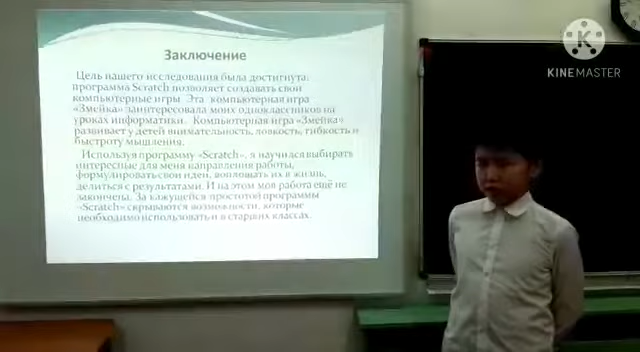 Заключение
Цель нашего исследования была достигнута:
программа Scratch позволяет создавать свои
компьютерные игры. Эта компьютерная игра
«Змейка» заинтересовала моих одноклассников на
уроках информатики. Компьютерная игра «Змейка»
развивает у детей внимательность, ловкость, гибкость и
быстроту мышления.
Используя программу «Scratch», я научился выбирать
интересные для меня направления работы,
формулировать свои идеи, воплощать их в жизнь,
делиться с результатами. И на этом моя работа ещё не
закончена. За кажущейся простотой программы
«Scratch» скрываются возможности, которые
необходимо использовать и в старших классах.
K
KINEMASTER